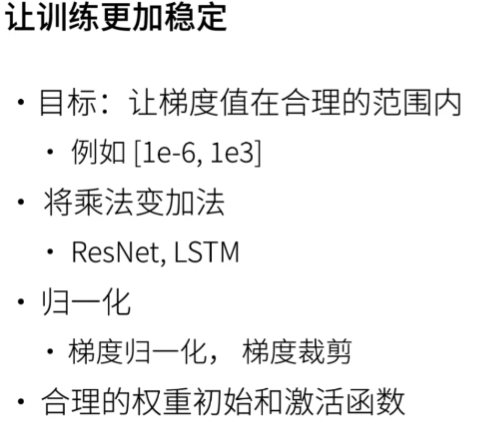 让训练更加稳定
• 目标：让梯度值在合理的范围内
• 例如 [1e-6, 1e3]
• 将乘法变加法
• ResNet, LSTM
• 归一化
• 梯度归一化， 梯度裁剪
• 合理的权重初始和激活函数